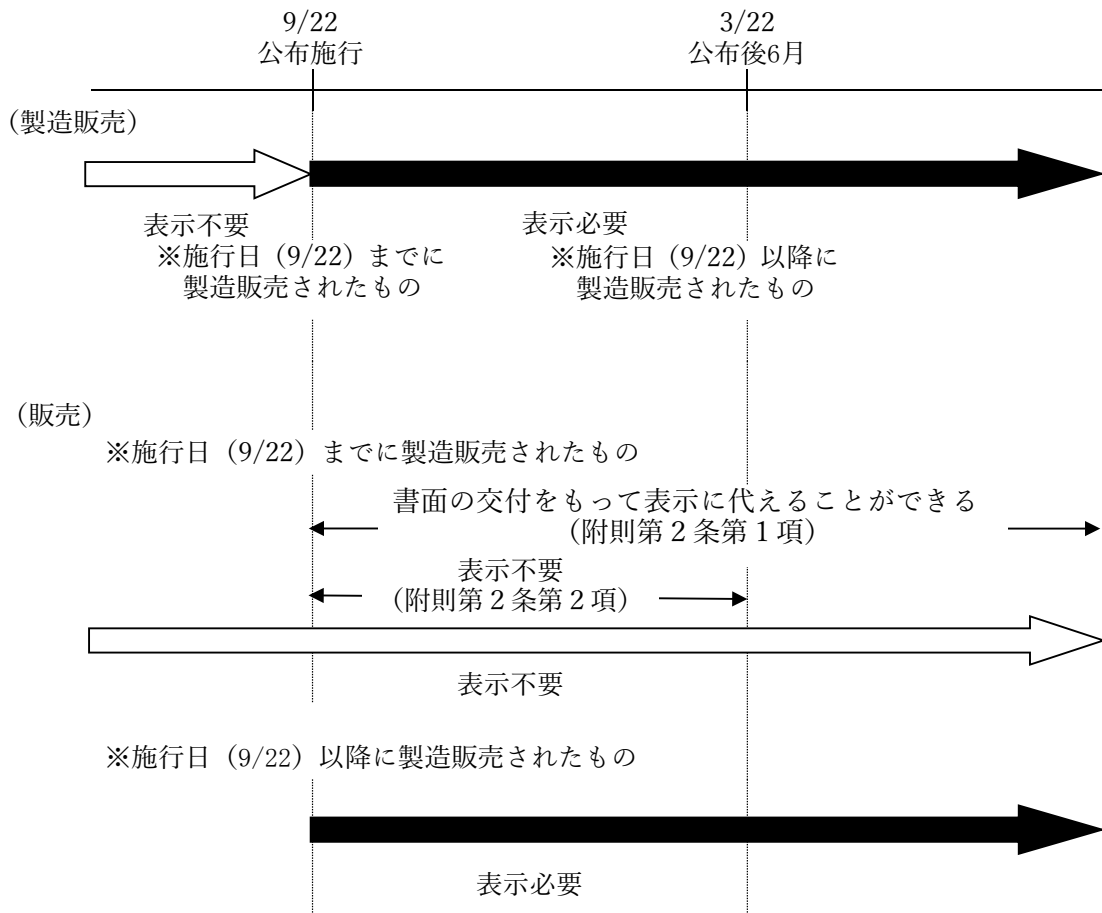 9/22
公布施行
3/22
公布後6月
（製造販売）
表示不要
※施行日（9/22）までに
製造販売されたもの
表示必要
※施行日（9/22）以降に
製造販売されたもの
（販売）
※施行日（9/22）までに製造販売されたもの
書面の交付をもって表示に代えることができる
（附則第２条第１項）
表示不要
（附則第２条第２項）
表示不要
※施行日（9/22）以降に製造販売されたもの
表示必要